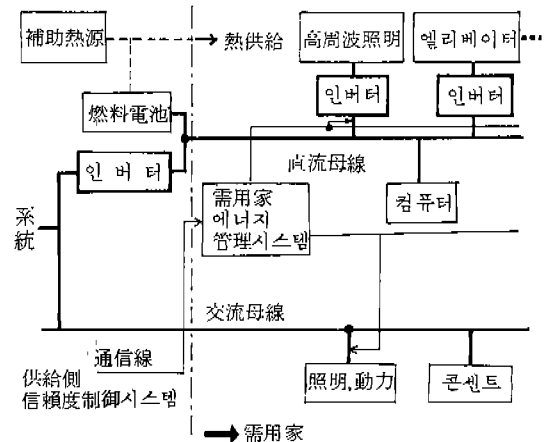 補助熱源
熱供給
高周波照明
엘리베이터
인버터
인버터
燃料電池
인 버 터
直流母線
컴퓨터
系統
需用家
에너지
管理시스템
交流母線
通信線
供給側
信賴度制御시스템
照明,動力
콘센트
需用家